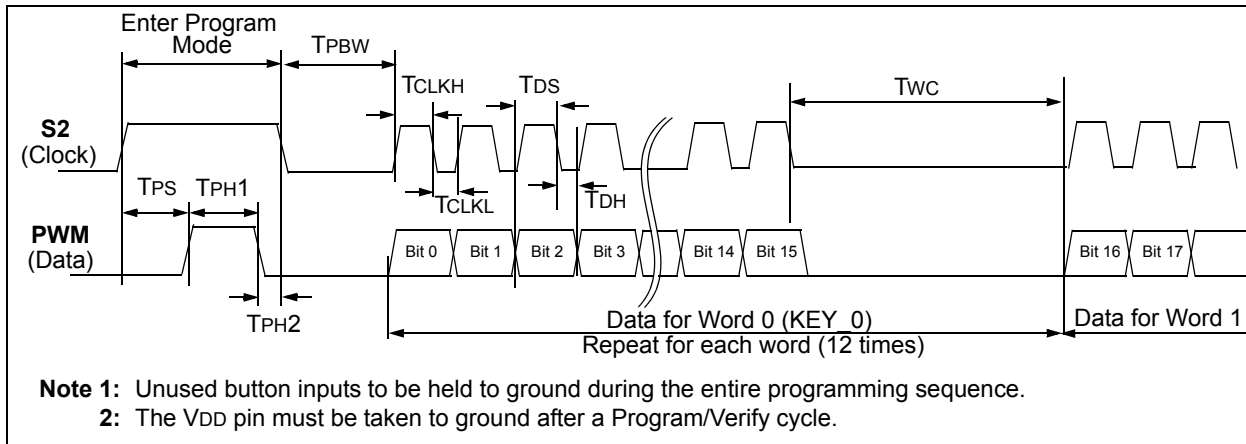 Enter Program
Mode
TPBW
TCLKH
TDS
TWC
S2
(Clock)
TPS
TPH1
TCLKL
TDH
PWM
(Data)
Bit 0
Bit 1
Bit 2
Bit 3
Bit 14
Bit 15
Bit 16
Bit 17
TPH2
Data for Word 0 (KEY_0)
Repeat for each word (12 times)
Data for Word 1
Note 1: Unused button inputs to be held to ground during the entire programming sequence.
2: The VDD pin must be taken to ground after a Program/Verify cycle.